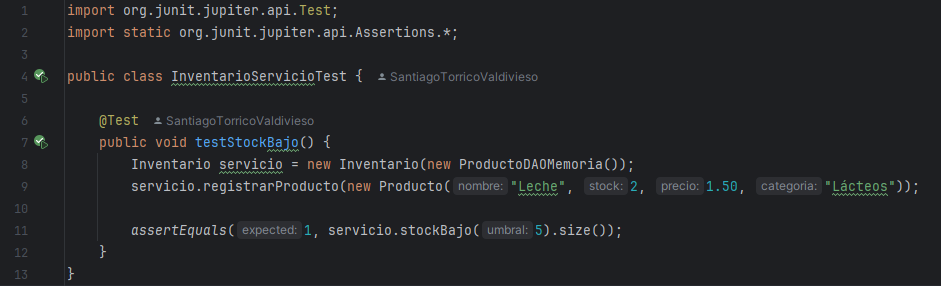 1 import org.junit.jupiter.api.Test;
2 import static org.junit.jupiter.api.Assertions.*;
3
4 public class InventarioServicioTest { SantiagoTorricoValdivieso
5
6 @Test SantiagoTorricoValdivieso
7 public void testStockBajo() {
8 Inventario servicio = new Inventario(new ProductoDAOMemoria());
9 servicio.registrarProducto(new Producto( nombre: "Leche", stock: 2, precio: 1.50, categoria: "Lácteos"));
10
11 assertEquals( expected: 1, servicio.stockBajo( umbral: 5).size());
12 }
13 }